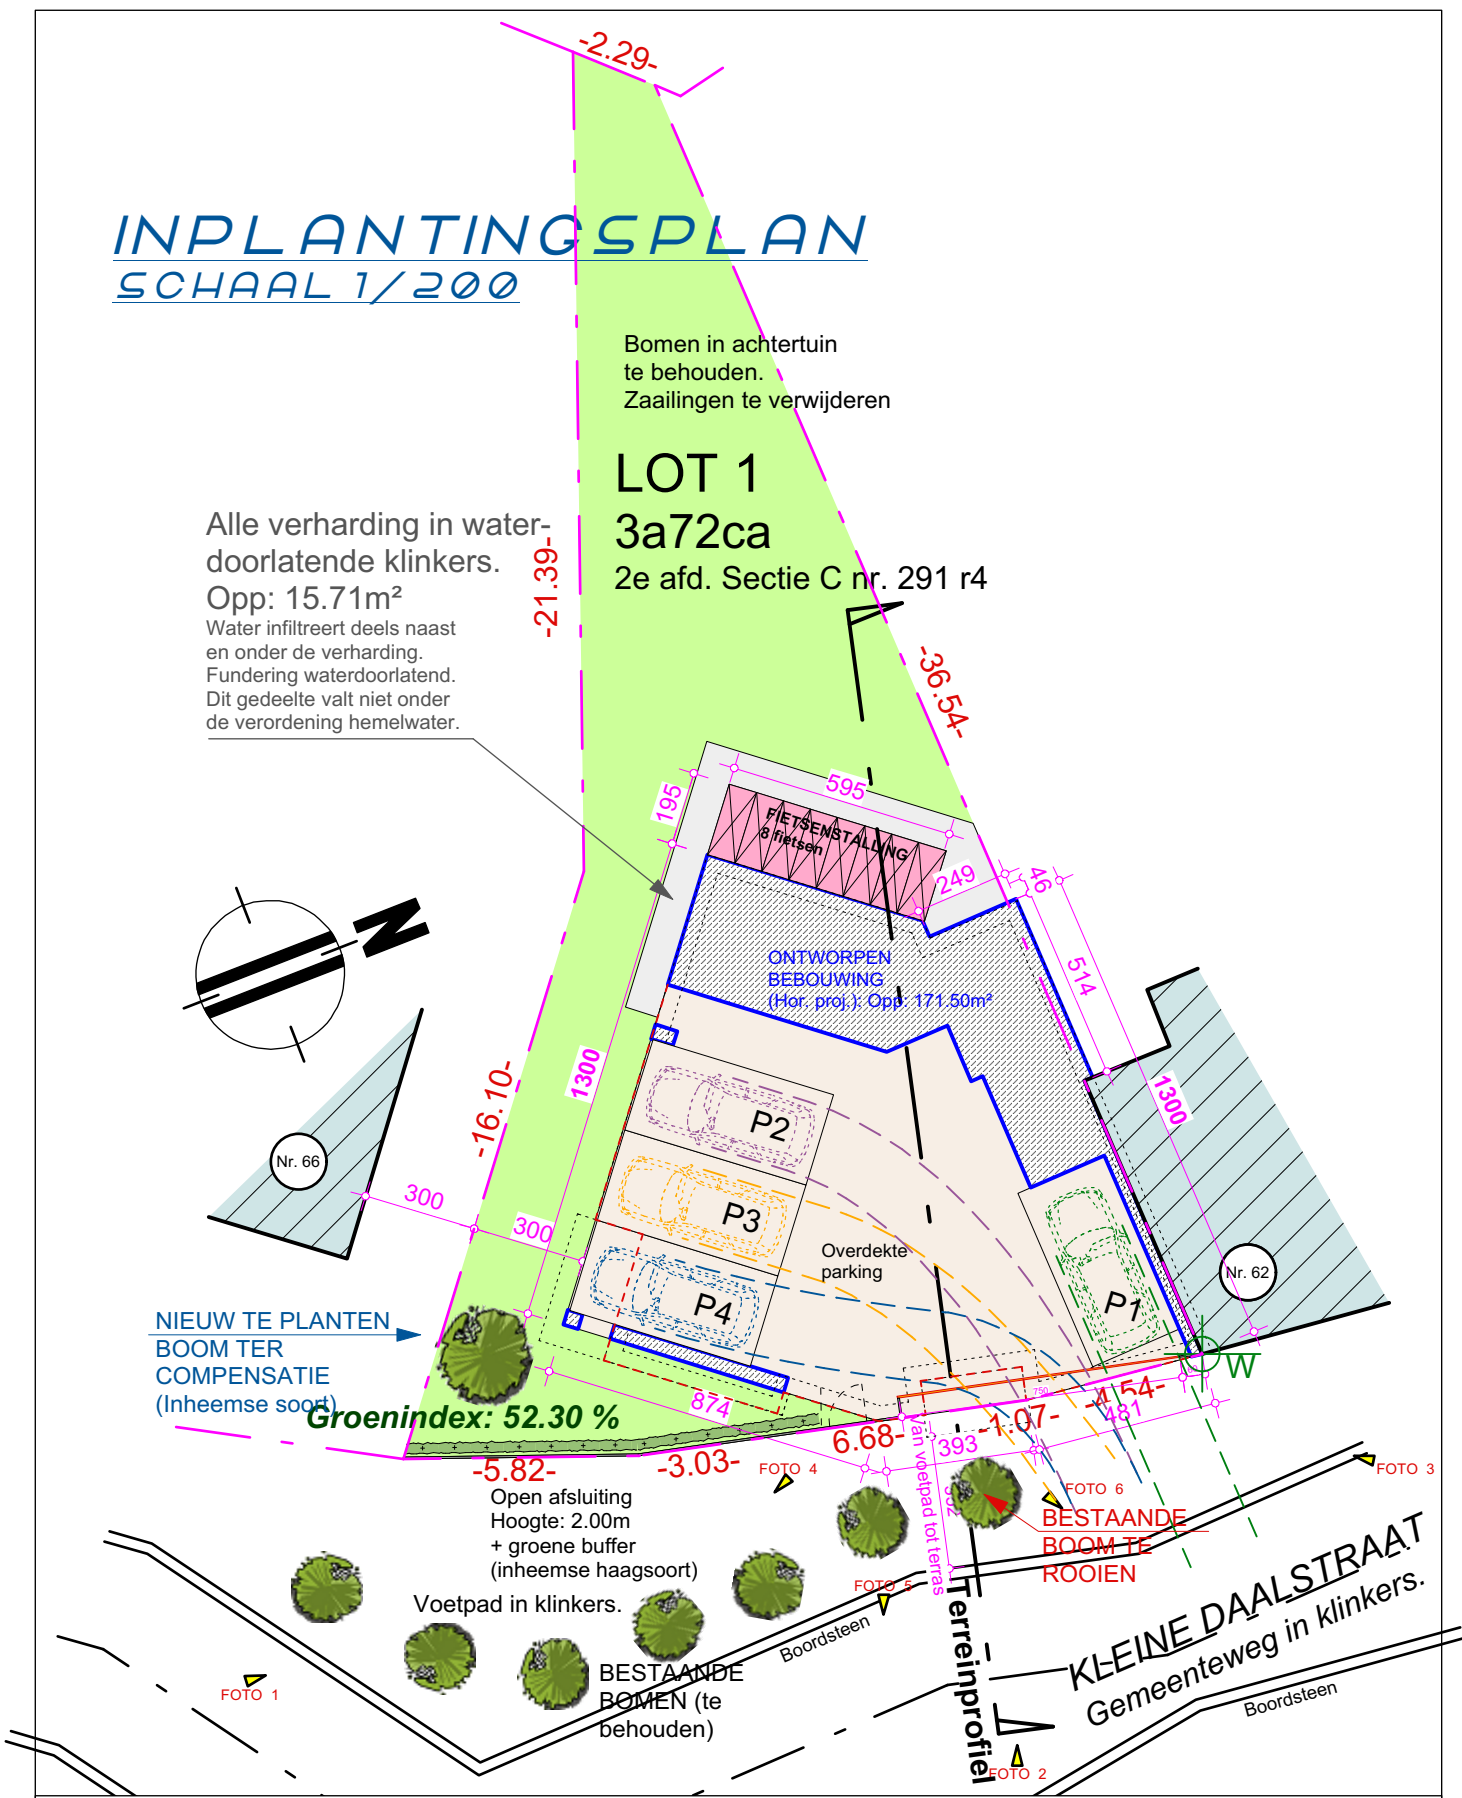 -2.29-
INPLANTINGSPLAN
SCHAAL 1/200
Bomen in achtertuin
te behouden.
Zaailingen te verwijderen
LOT 1
3a72ca
2e afd. Sectie C nr. 291 r4
Alle verharding in water-
doorlatende klinkers.
Opp: 15.71m²
Water infiltreert deels naast
en onder de verharding.
Fundering waterdoorlatend.
Dit gedeelte valt niet onder
de verordening hemelwater.
-21.39-
-36.54-
595
195
FIETSENSTALLING
8 fietsen
249
46
514
N
ONTWORPEN
BEBOUWING
(Hor. proj.): Opp: 171.50m²
1300
1300
-16.10-
P2
Nr. 66
300
300
P3
Overdekte
parking
Nr. 62
P4
P1
NIEUW TE PLANTEN
BOOM TER
COMPENSATIE
(Inheemse soort)
W
Groenindex: 52.30 %
874
750
-4.54-
481
-1.07-
6.68-
393
-5.82-
-3.03-
FOTO 4
FOTO 3
FOTO 6
Van voetpad tot terras
332
Open afsluiting
Hoogte: 2.00m
+ groene buffer
(inheemse haagsoort)
BESTAANDE
BOOM TE
ROOIEN
FOTO 5
Voetpad in klinkers.
Boordsteen
Terreinprofiel
KLEINE DAALSTRAAT
Gemeenteweg in klinkers.
Boordsteen
BESTAANDE
BOMEN (te
behouden)
FOTO 1
FOTO 2